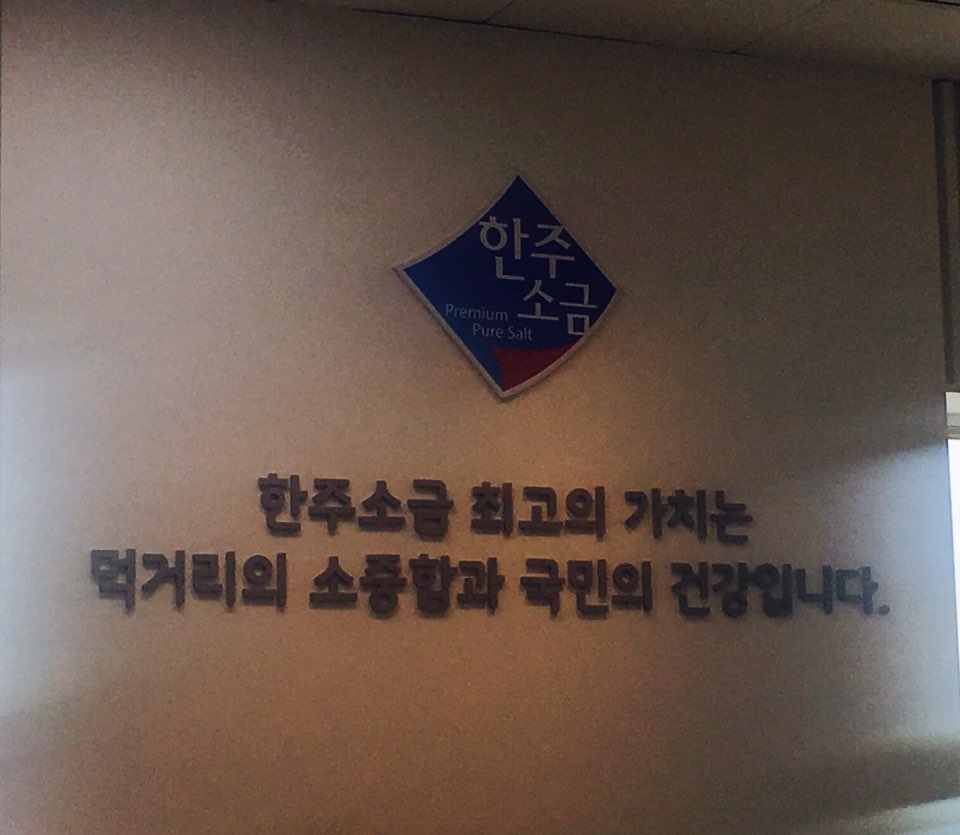 한주
소금
Premium
Pure Salt
한주소금 최고의 가치는
먹거리의 소중함과 국민의 건강입니다.